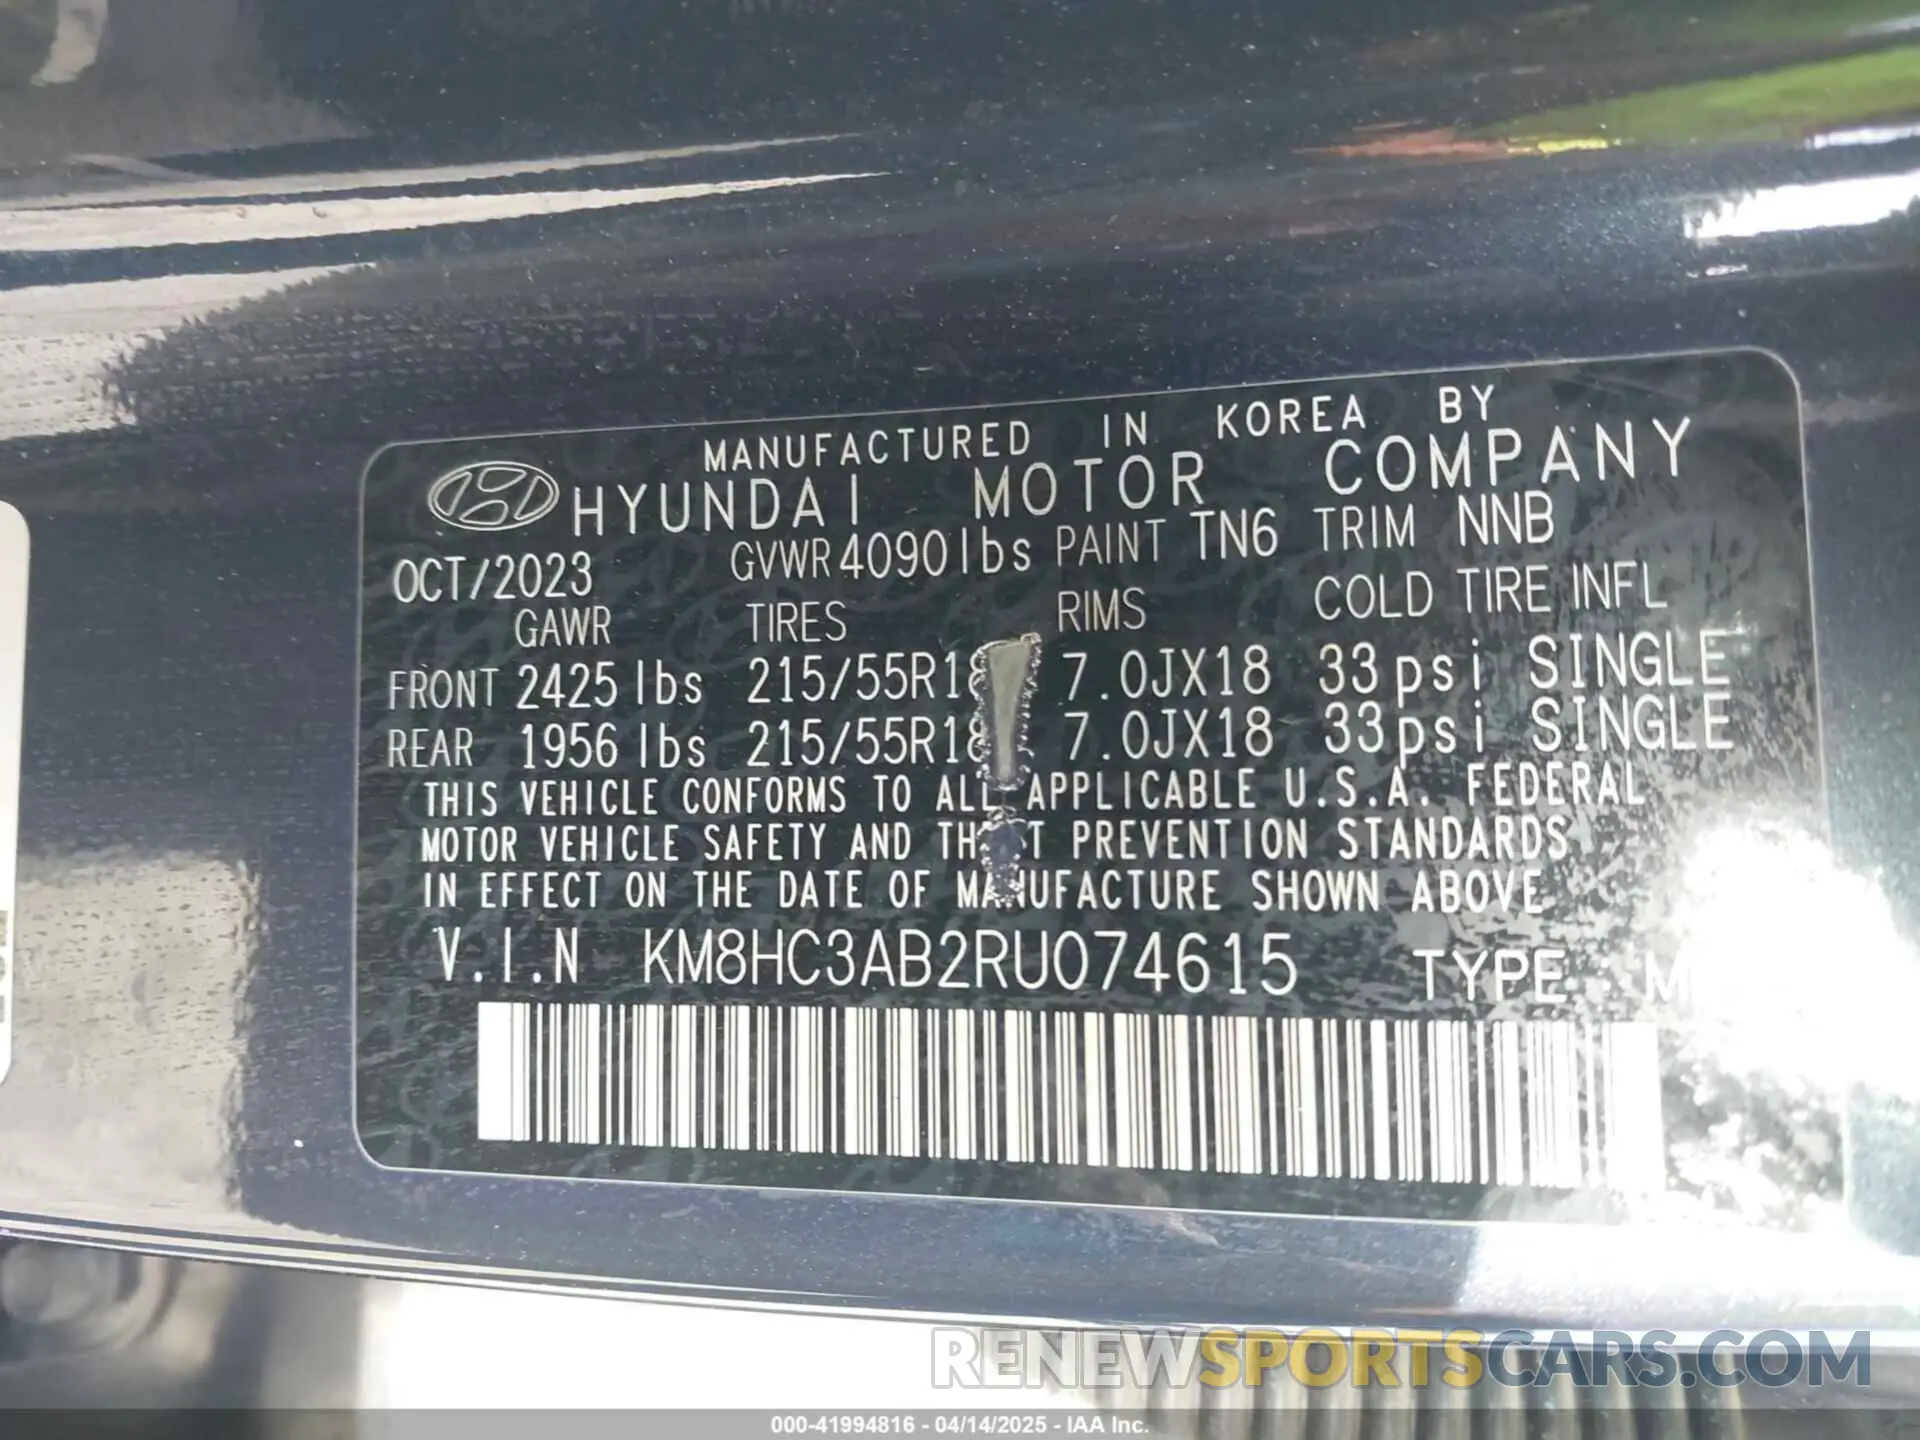 MANUFACTURED IN KOREA BY
HYUNDAI MOTOR COMPANY
OCT/2023 GVWR 4090 lbs PAINT TN6 TRIM NNB
GAWR TIRES RIMS COLD TIRE INFL
FRONT 2425 lbs 215/55R18 7.0JX18 33psi SINGLE
REAR 1956 lbs 215/55R18 7.0JX18 33psi SINGLE
THIS VEHICLE CONFORMS TO ALL APPLICABLE U.S.A. FEDERAL
MOTOR VEHICLE SAFETY AND THEFT PREVENTION STANDARDS
IN EFFECT ON THE DATE OF MANUFACTURE SHOWN ABOVE
V.I.N KM8HC3AB2RU074615 TYPE
RENEWSPORTSCARS.COM
000-41994816 - 04/14/2025 - IAA Inc.